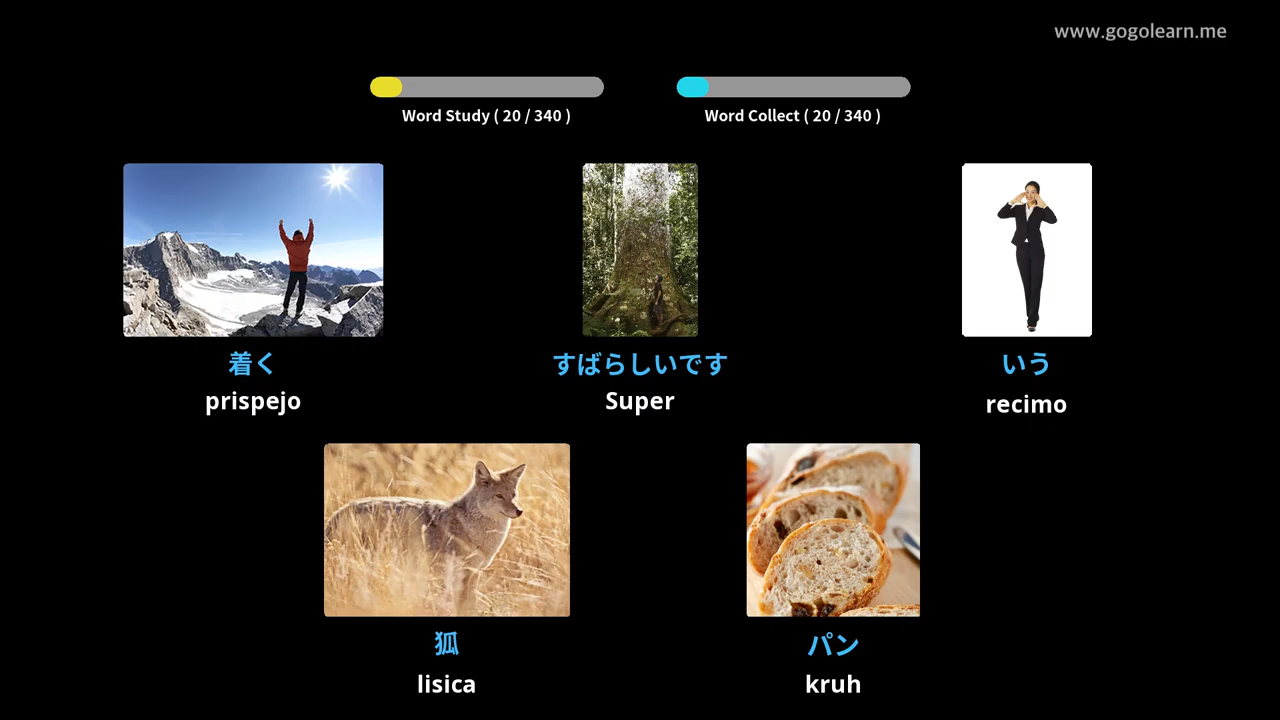 www.gogolearn.me
Word Study ( 20 / 340 )
Word Collect ( 20 / 340 )
着く
prispejo
すばらしいです
Super
いう
recimo
狐
lisica
パン
kruh